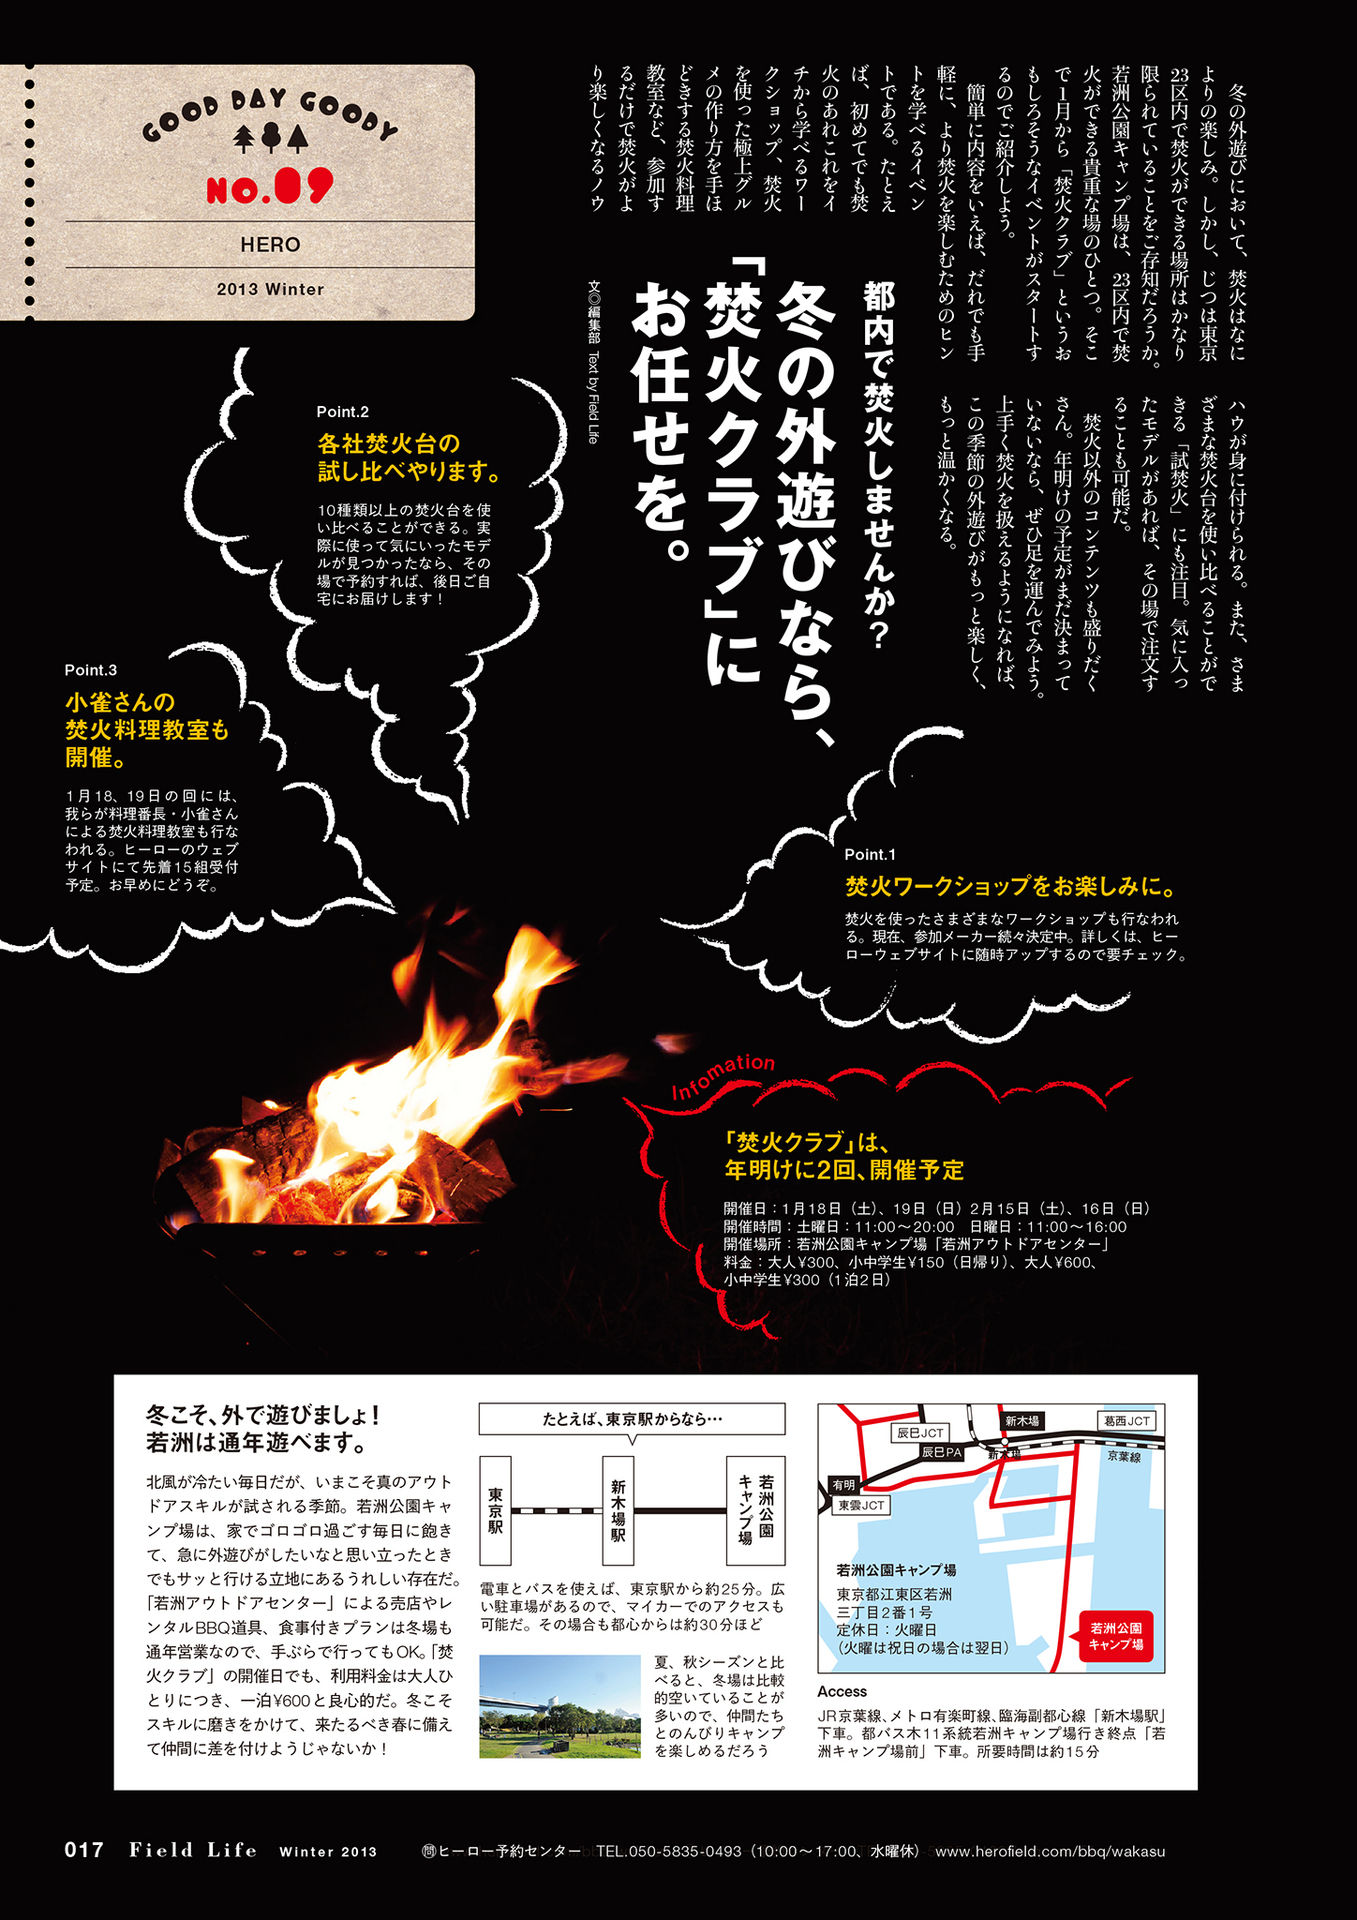 GOOD DAY GOODY
NO.09
HERO
2013 Winter
冬の外遊びにおいて、焚火はなに
よりの楽しみ。しかし、じつは東京
23区内で焚火ができる場所はかなり
限られていることをご存知だろうか。
若洲公園キャンプ場は、23区内で焚
火ができる貴重な場のひとつ。そこ
で1月から「焚火クラブ」というお
もしろそうなイベントがスタートす
るのでご紹介しよう。
簡単に内容をいえば、だれでも手
軽に、より焚火を楽しむためのヒン
トを学べるイベン
トである。たとえ
ば、初めてでも焚
火のあれこれをイ
チから学べるワー
クショップ、焚火
を使った極上グル
メの作り方を手ほ
どきする焚火料理
教室など、参加す
るだけで焚火がよ
り楽しくなるノウ
ハウが身に付けられる。また、さま
ざまな焚火台を使い比べることがで
きる「試焚火」にも注目。気に入っ
たモデルがあれば、その場で注文す
ることも可能だ。
焚火以外のコンテンツも盛りだく
さん。年明けの予定がまだ決まって
いないなら、ぜひ足を運んでみよう。
上手く焚火を扱えるようになれば、
この季節の外遊びがもっと楽しく、
もっと温かくなる。
都内で焚火しませんか?
冬の外遊びなら、
「焚火クラブ」に
お任せを。
文◎編集部 Text by Field Life
Point.1
焚火ワークショップをお楽しみに。
焚火を使ったさまざまなワークショップも行なわれ
る。現在、参加メーカー続々決定中。詳しくは、ヒー
ローウェブサイトに随時アップするので要チェック。
Point.2
各社焚火台の
試し比べやります。
10種類以上の焚火台を使
い比べることができる。実
際に使って気にいったモデ
ルが見つかったなら、その
場で予約すれば、後日ご自
宅にお届けします!
Point.3
小雀さんの
焚火料理教室も
開催。
1月18、19日の回には、
我らが料理番長・小雀さん
による焚火料理教室も行な
われる。ヒーローのウェブ
サイトにて先着15組受付
予定。お早めにどうぞ。
Infomation
「焚火クラブ」は、
年明けに2回、開催予定
開催日:1月18日(土)、19日(日)2月15日(土)、16日(日)
開催時間:土曜日:11:00〜20:00 日曜日:11:00〜16:00
開催場所:若洲公園キャンプ場「若洲アウトドアセンター」
料金:大人¥300、小中学生¥150(日帰り)、大人¥600、
小中学生¥300(1泊2日)
冬こそ、外で遊びましょ!
若洲は通年遊べます。
北風が冷たい毎日だが、いまこそ真のアウト
ドアスキルが試される季節。若洲公園キャ
ンプ場は、家でゴロゴロ過ごす毎日に飽き
て、急に外遊びがしたいなと思い立ったとき
でもサッと行ける立地にあるうれしい存在だ。
「若洲アウトドアセンター」による売店やレ
ンタルBBQ道具、食事付きプランは冬場も
通年営業なので、手ぶらで行ってもOK。「焚
火クラブ」の開催日でも、利用料金は大人ひ
とりにつき、一泊¥600と良心的だ。冬こそ
スキルに磨きをかけて、来たるべき春に備え
て仲間に差を付けようじゃないか!
たとえば、東京駅からなら…
東京駅
新木場駅
若洲公園
キャンプ場
電車とバスを使えば、東京駅から約25分。広
い駐車場があるので、マイカーでのアクセスも
可能だ。その場合も都心からは約30分ほど
夏、秋シーズンと比
べると、冬場は比較
的空いていることが
多いので、仲間たち
とのんびりキャンプ
を楽しめるだろう
新木場
葛西JCT
辰巳JCT
辰巳PA
新木場
京葉線
有明
東雲JCT
若洲公園キャンプ場
東京都江東区若洲
三丁目2番1号
定休日:火曜日
(火曜は祝日の場合は翌日)
若洲公園
キャンプ場
Access
JR京葉線、メトロ有楽町線、臨海副都心線「新木場駅」
下車。都バス木11系統若洲キャンプ場行き終点「若
洲キャンプ場前」下車。所要時間は約15分
017 Field Life Winter 2013
㉄ヒーロー予約センター TEL.050-5835-0493(10:00〜17:00、水曜休) www.herofield.com/bbq/wakasu